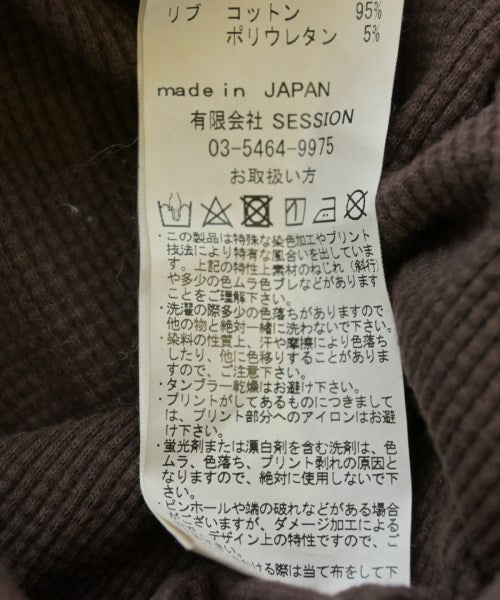 リブ コットン 95%
ポリウレタン 5%
made in JAPAN
有限会社 SESSION
03-5464-9975
お取扱い方
・この製品は特殊な染色加工やプリント
技法により特有な風合いを出していま
す。上記の特性上素材のねじれ(斜行)
や多少の色ムラ色ブレなどがあります
ことをご理解下さい。
・洗濯の際多少の色落ちがありますので
他の物と絶対一緒に洗わないで下さい。
・染料の性質上、汗や摩擦により色落ち
したり、他に色移りすることがありま
すので、ご注意下さい。
・タンブラー乾燥はお避け下さい。
・プリントがしてあるものにつきまして
は、プリント部分へのアイロンはお避
け下さい。
・蛍光剤または漂白剤を含む洗剤は、色
ムラ、色落ち、プリント剥れの原因と
なりますので、絶対に使用しないで下
さい。
・ピンホールや端の破れなどがある場合
がございますが、ダメージ加工による
デザイン上の特性ですので、ご
さい。
ける際は当て布をして下